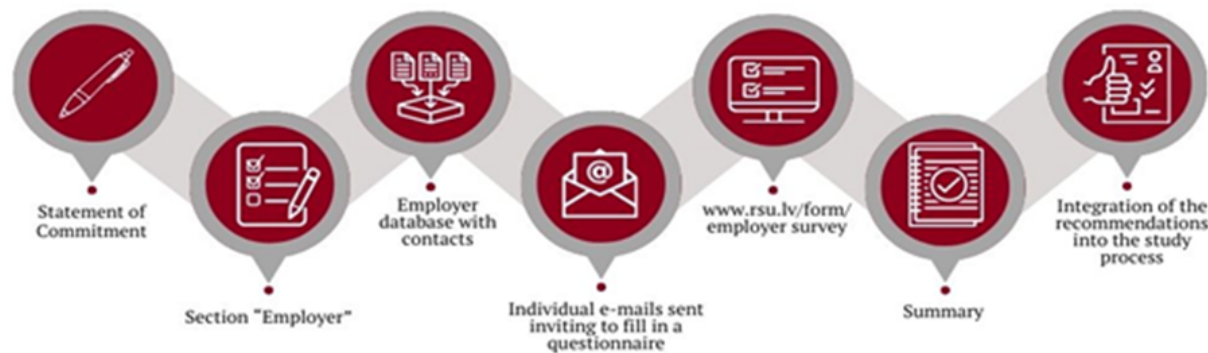 Statement of
Commitment
Section "Employer"
Employer
database with
contacts
@
Individual e-mails sent
inviting to fill in a
questionnaire
www.rsu.lv/form/
employer survey
Summary
Integration of the
recommendations
into the study
process